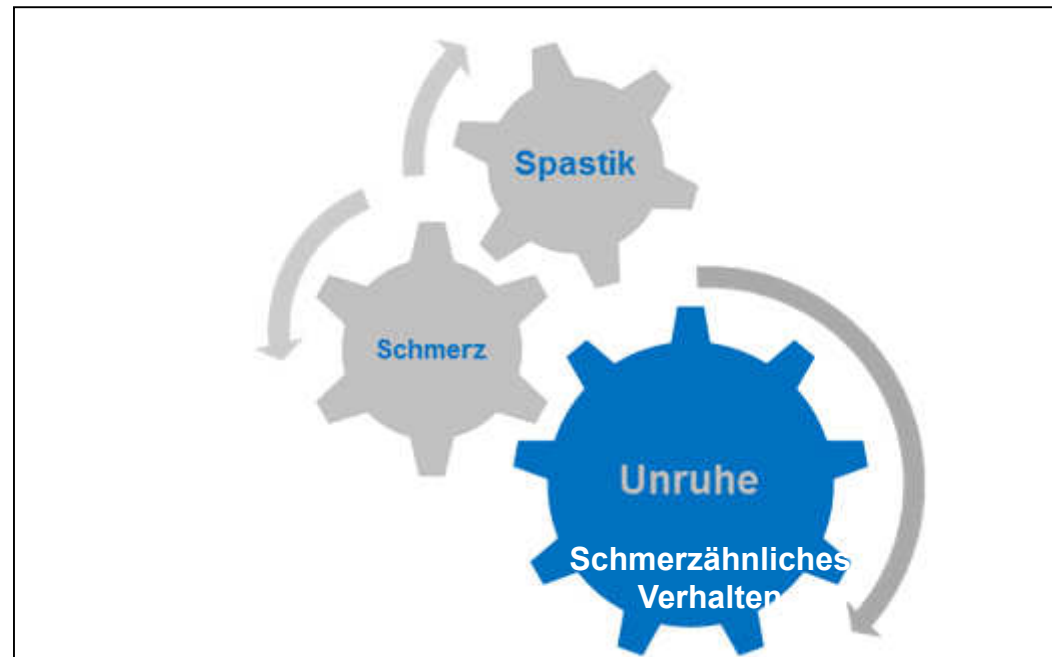 Spastik
Schmerz
Unruhe
Schmerzähnliches
Verhalten